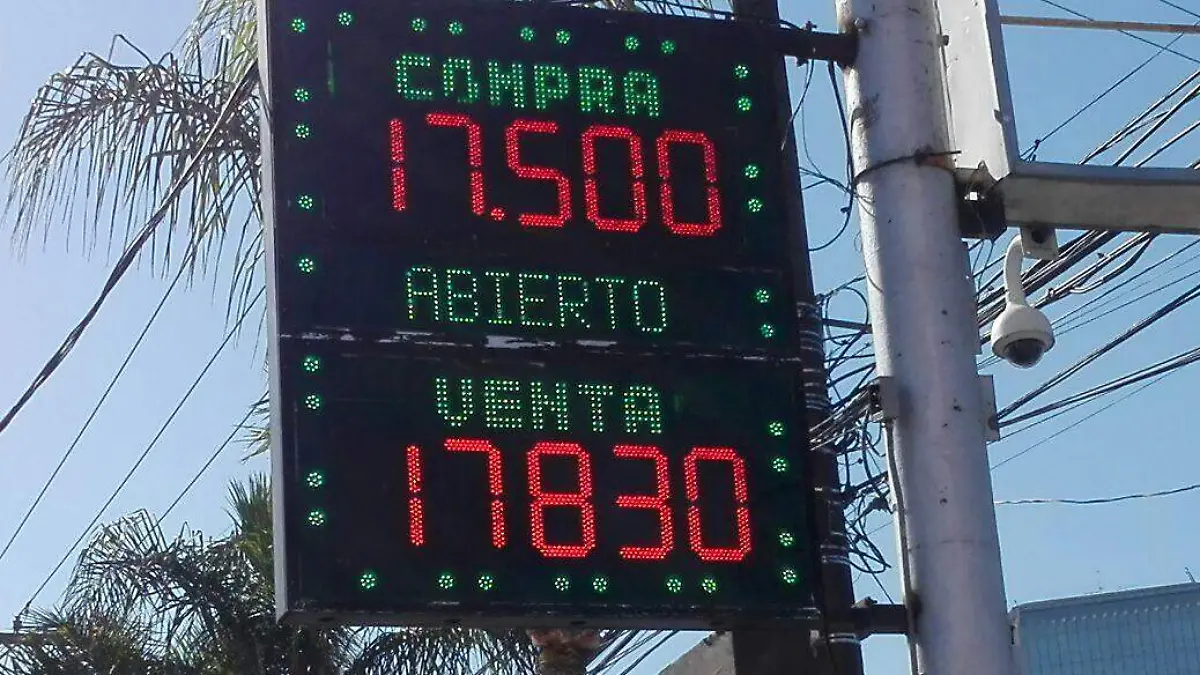 COMPRA
17.500
ABIERTO
VENTA
17830